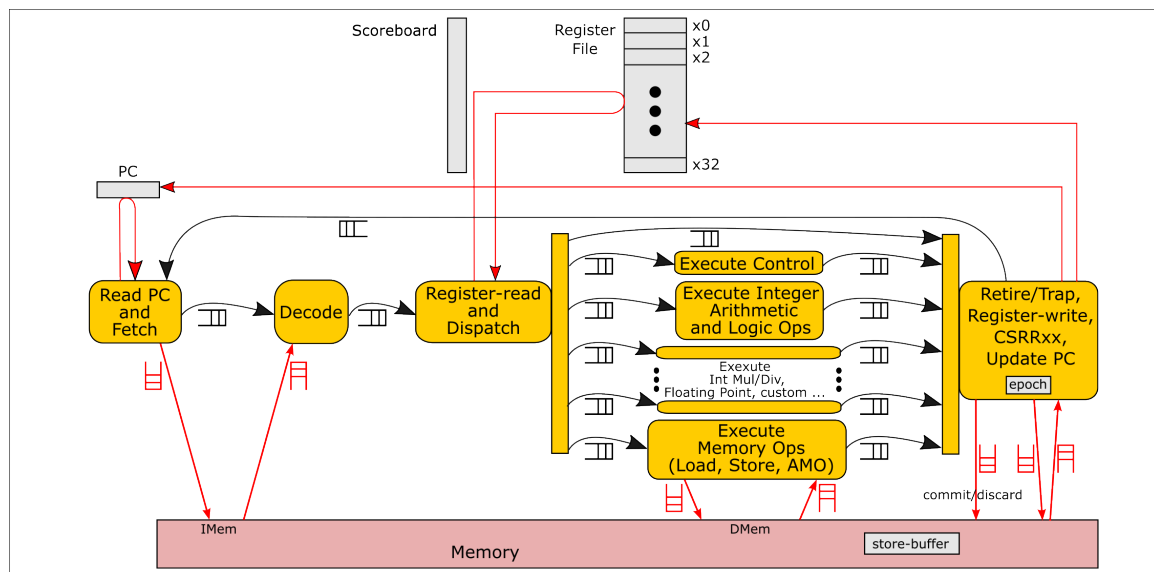 Scoreboard
Register
File
x0
x1
x2
x32
PC
Read PC
and
Fetch
Decode
Register-read
and
Dispatch
Execute Control
Execute Integer
Arithmetic
and Logic Ops
Exexute
Int Mul/Div,
Floating Point, custom ...
Execute
Memory Ops
(Load, Store, AMO)
Retire/Trap,
Register-write,
CSRRxx,
Update PC
epoch
commit/discard
IMem
DMem
Memory
store-buffer